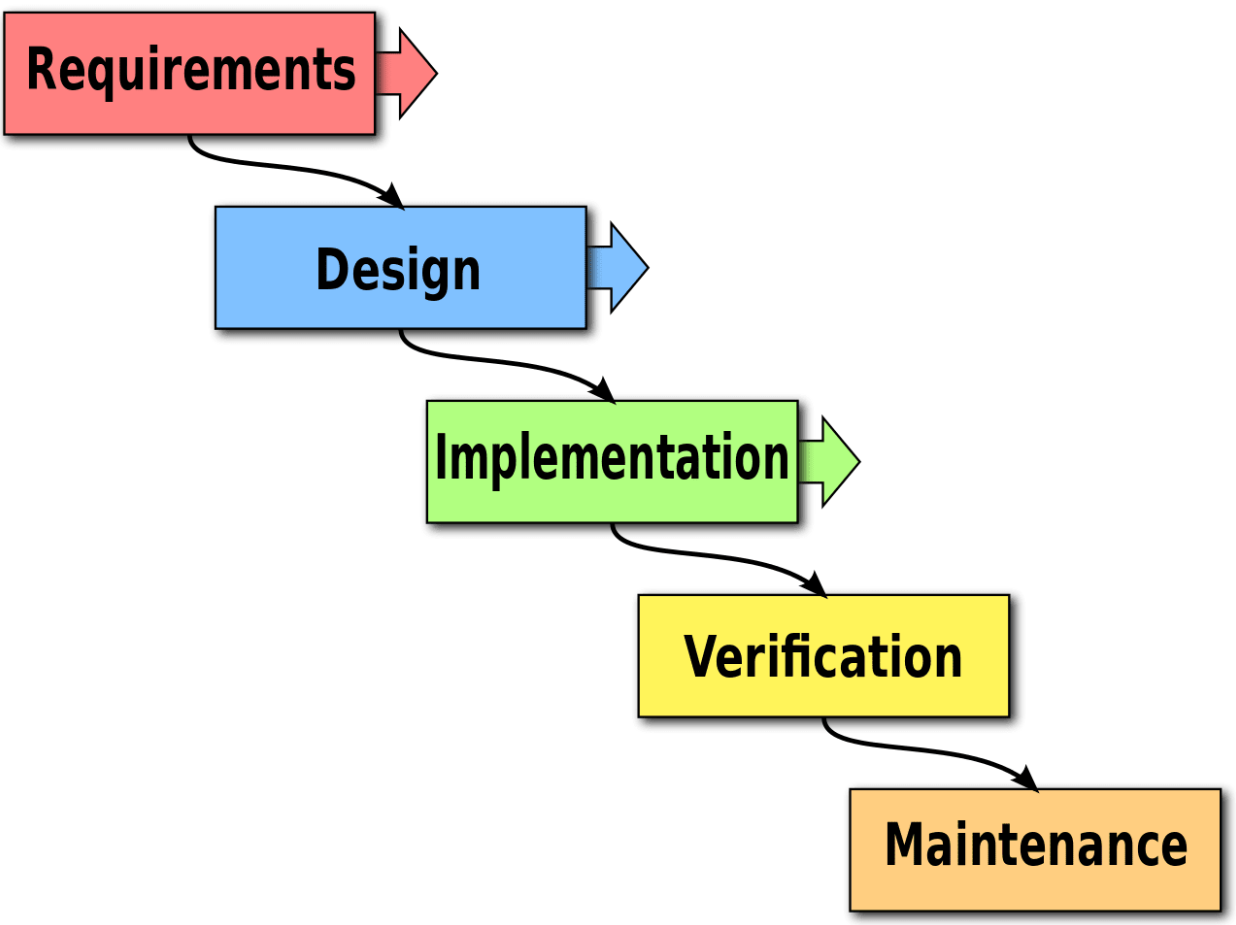 Requirements
Design
Implementation
Verification
Maintenance